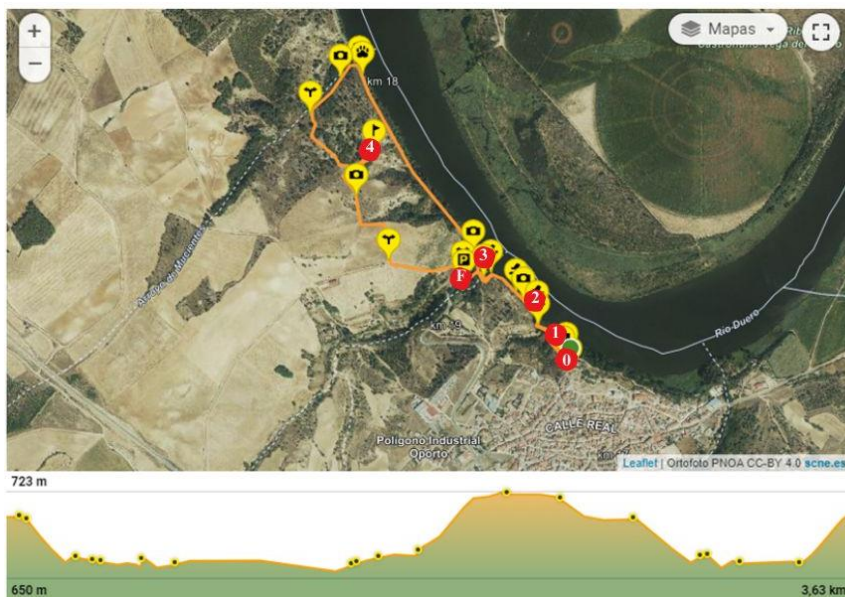 +
Mapas
−
km 18
4
Arroyo de Muciente
P
3
F
2
km 19
1
0
Río Duero
CALLE REAL
Polígono Industrial
Oporto
Leaflet | Ortofoto PNOA CC-BY 4.0 scne.es
723 m
650 m
3,63 km